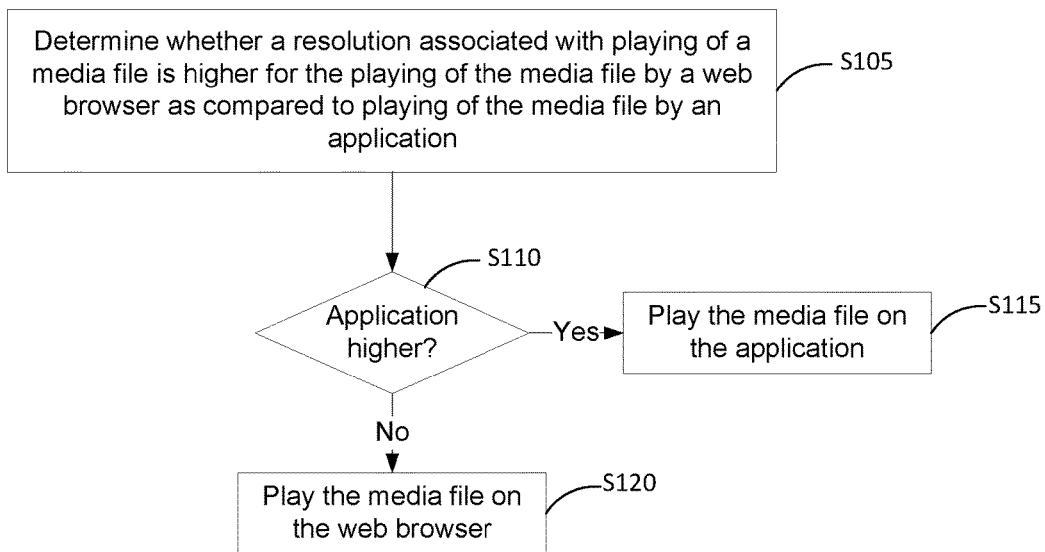 Determine whether a resolution associated with playing of a
media file is higher for the playing of the media file by a web
browser as compared to playing of the media file by an
application
S105
S110
Application
higher?
Yes
Play the media file on
the application
S115
No
Play the media file on
the web browser
S120